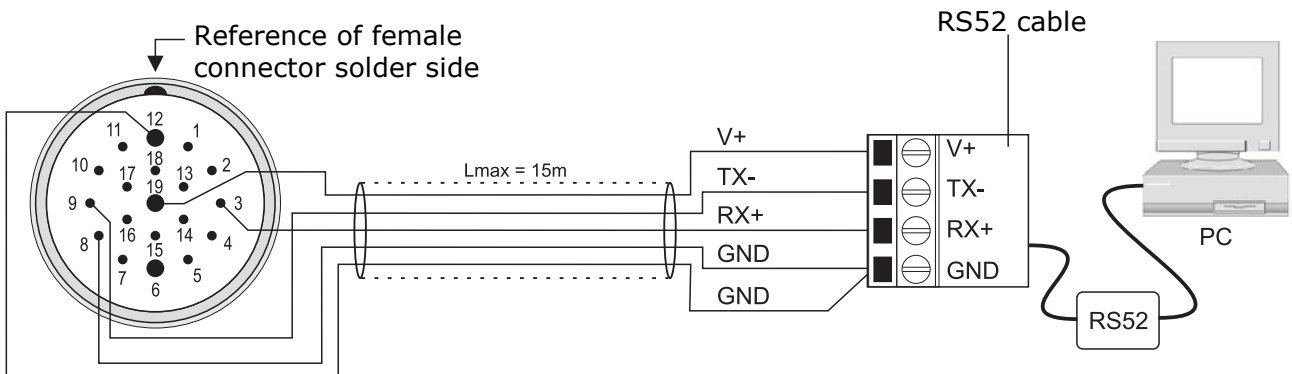 Reference of female
connector solder side
RS52 cable
12
11
1
10
18
2
17
13
19
9
3
16
14
8
4
15
7
5
6
Lmax = 15m
V+
TX-
RX+
GND
GND
V+
TX-
RX+
GND
RS52
PC